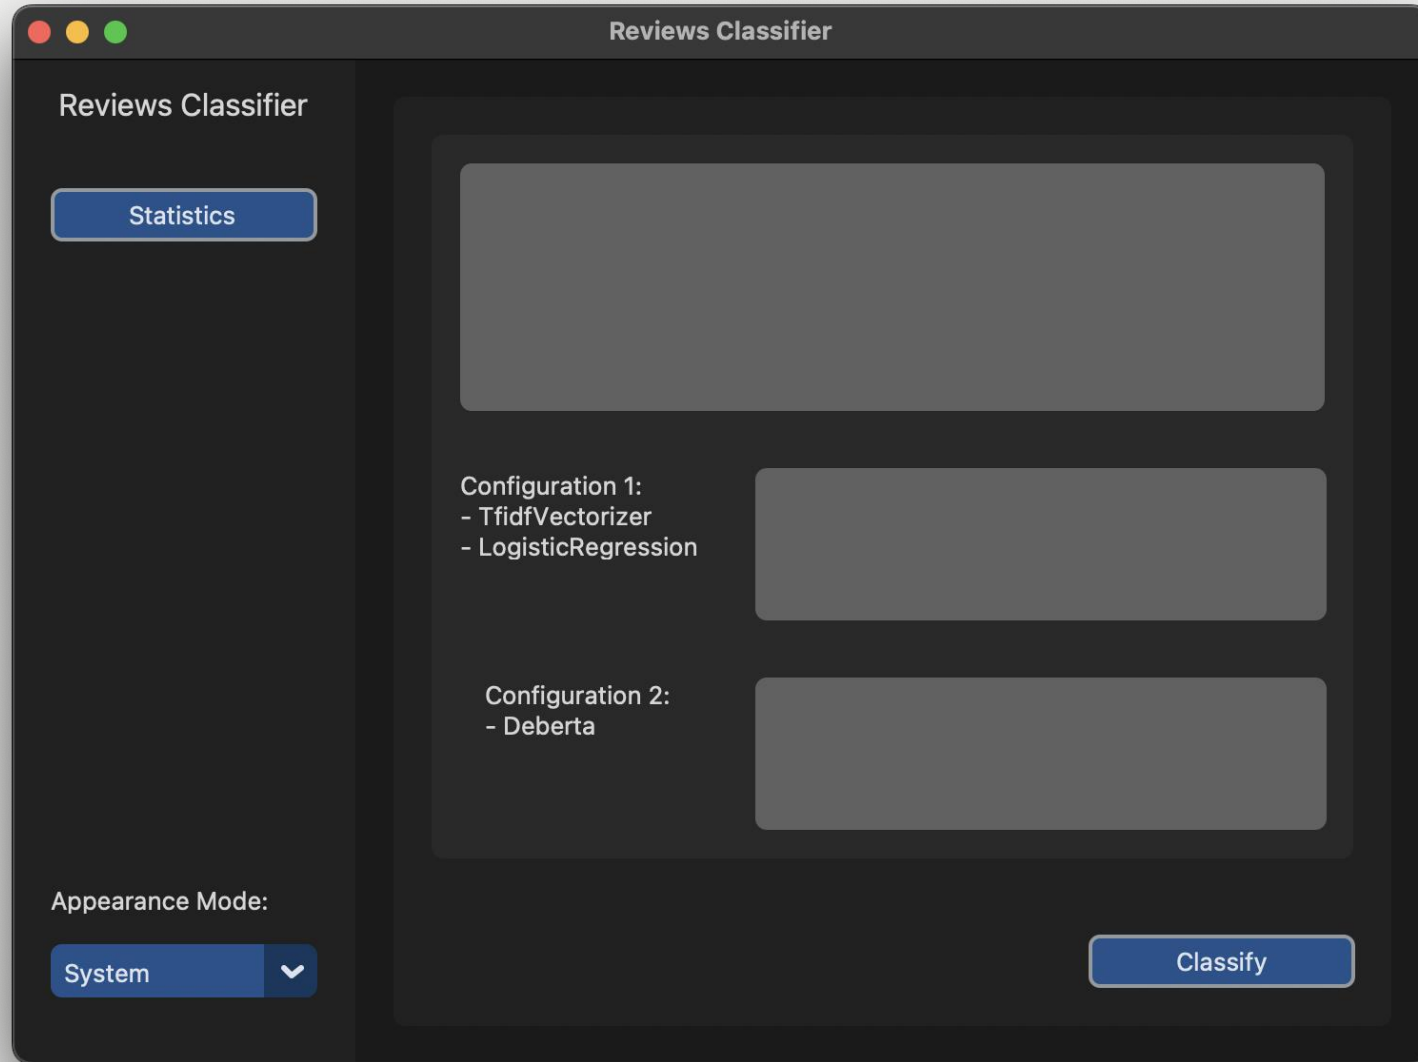 Reviews Classifier
Reviews Classifier
Statistics
Configuration 1:
- TfidfVectorizer
- LogisticRegression
Configuration 2:
- Deberta
Appearance Mode:
System
Classify